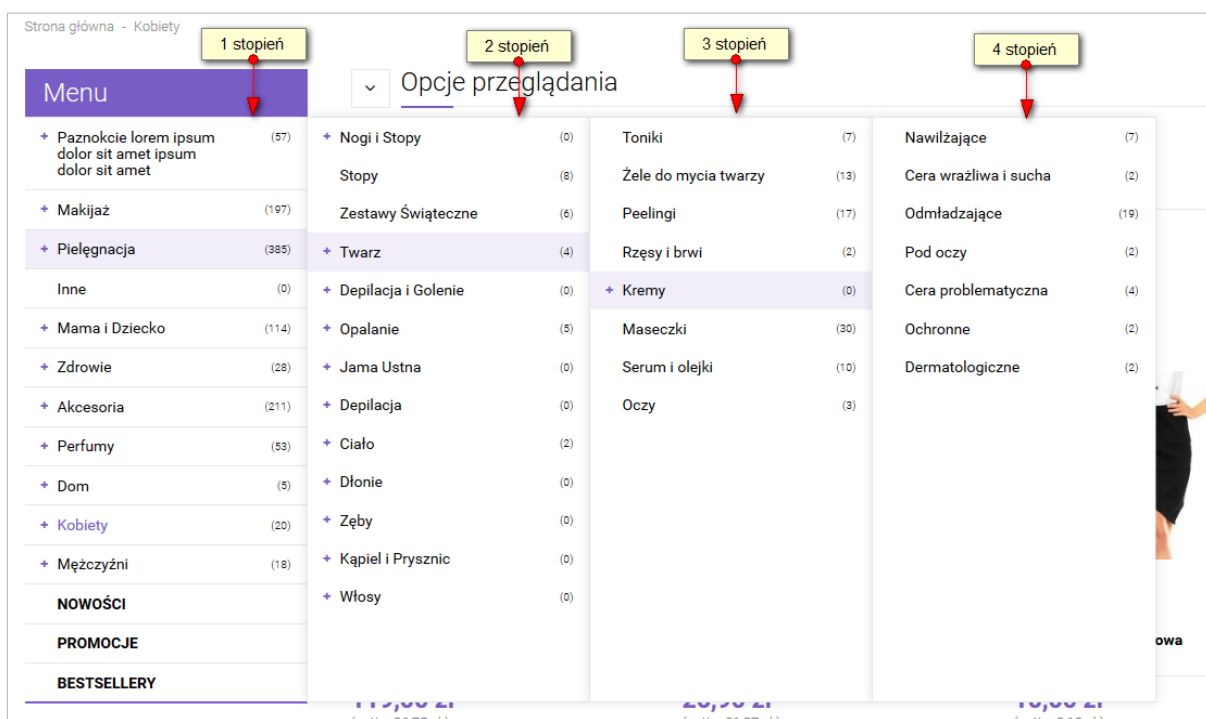 Strona główna - Kobiety
1 stopień
2 stopień
3 stopień
4 stopień
Menu
Opcje przeglądania
+ Paznokcie lorem ipsum (57)
dolor sit amet ipsum
dolor sit amet
+ Makijaż (197)
+ Pielęgnacja (385)
Inne (0)
+ Mama i Dziecko (114)
+ Zdrowie (28)
+ Akcesoria (211)
+ Perfumy (53)
+ Dom (5)
+ Kobiety (20)
+ Mężczyźni (18)
NOWOŚCI
PROMOCJE
BESTSELLERY
+ Nogi i Stopy (0)
Stopy (8)
Zestawy Świąteczne (6)
+ Twarz (4)
+ Depilacja i Golenie (0)
+ Opalanie (5)
+ Jama Ustna (0)
+ Depilacja (0)
+ Ciało (2)
+ Dłonie (0)
+ Zęby (0)
+ Kąpiel i Prysznic (0)
+ Włosy (0)
Toniki (7)
Żele do mycia twarzy (13)
Peelingi (17)
Rzęsy i brwi (2)
+ Kremy (0)
Maseczki (30)
Serum i olejki (10)
Oczy (3)
Nawilżające (7)
Cera wrażliwa i sucha (2)
Odmładzające (19)
Pod oczy (2)
Cera problematyczna (4)
Ochronne (2)
Dermatologiczne (2)
owa